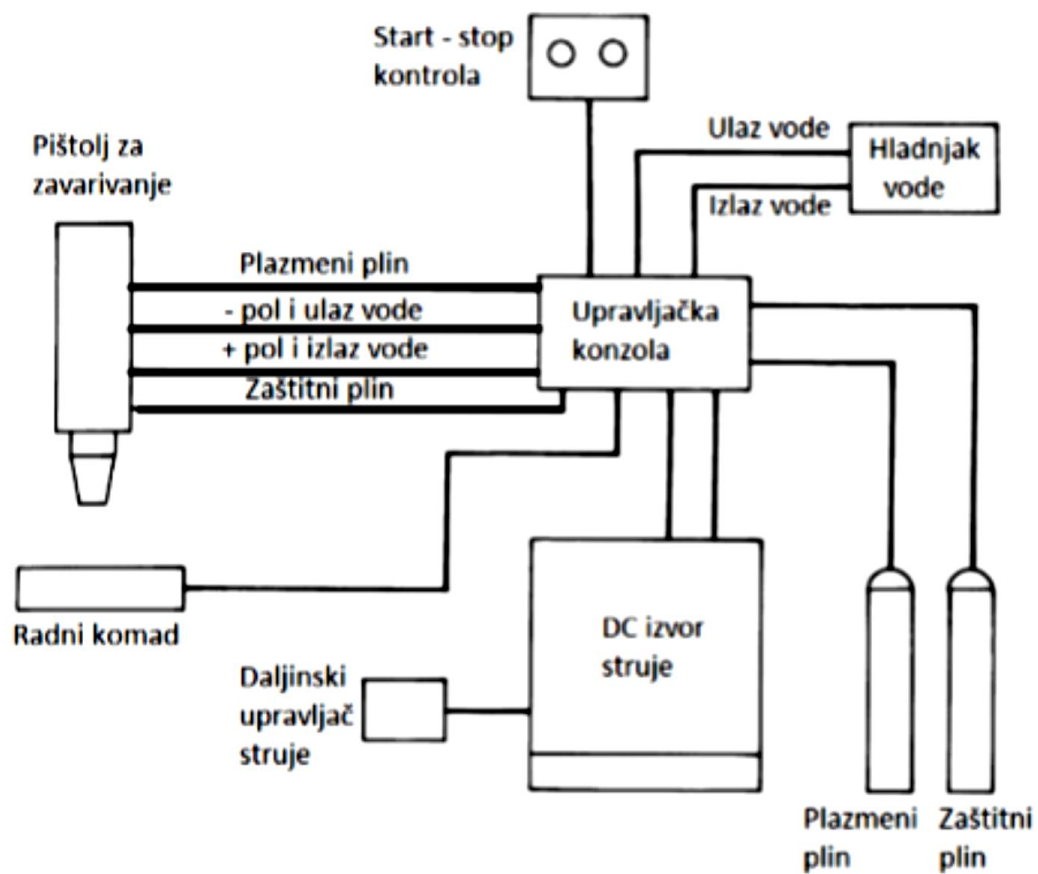 Start - stop
kontrola
Ulaz vode
Hladnjak
vode
Izlaz vode
Pištolj za
zavarivanje
Plazmeni plin
- pol i ulaz vode
+ pol i izlaz vode
Zaštitni plin
Upravljačka
konzola
Radni komad
DC izvor
struje
Daljinski
upravljač
struje
Plazmeni
plin
Zaštitni
plin